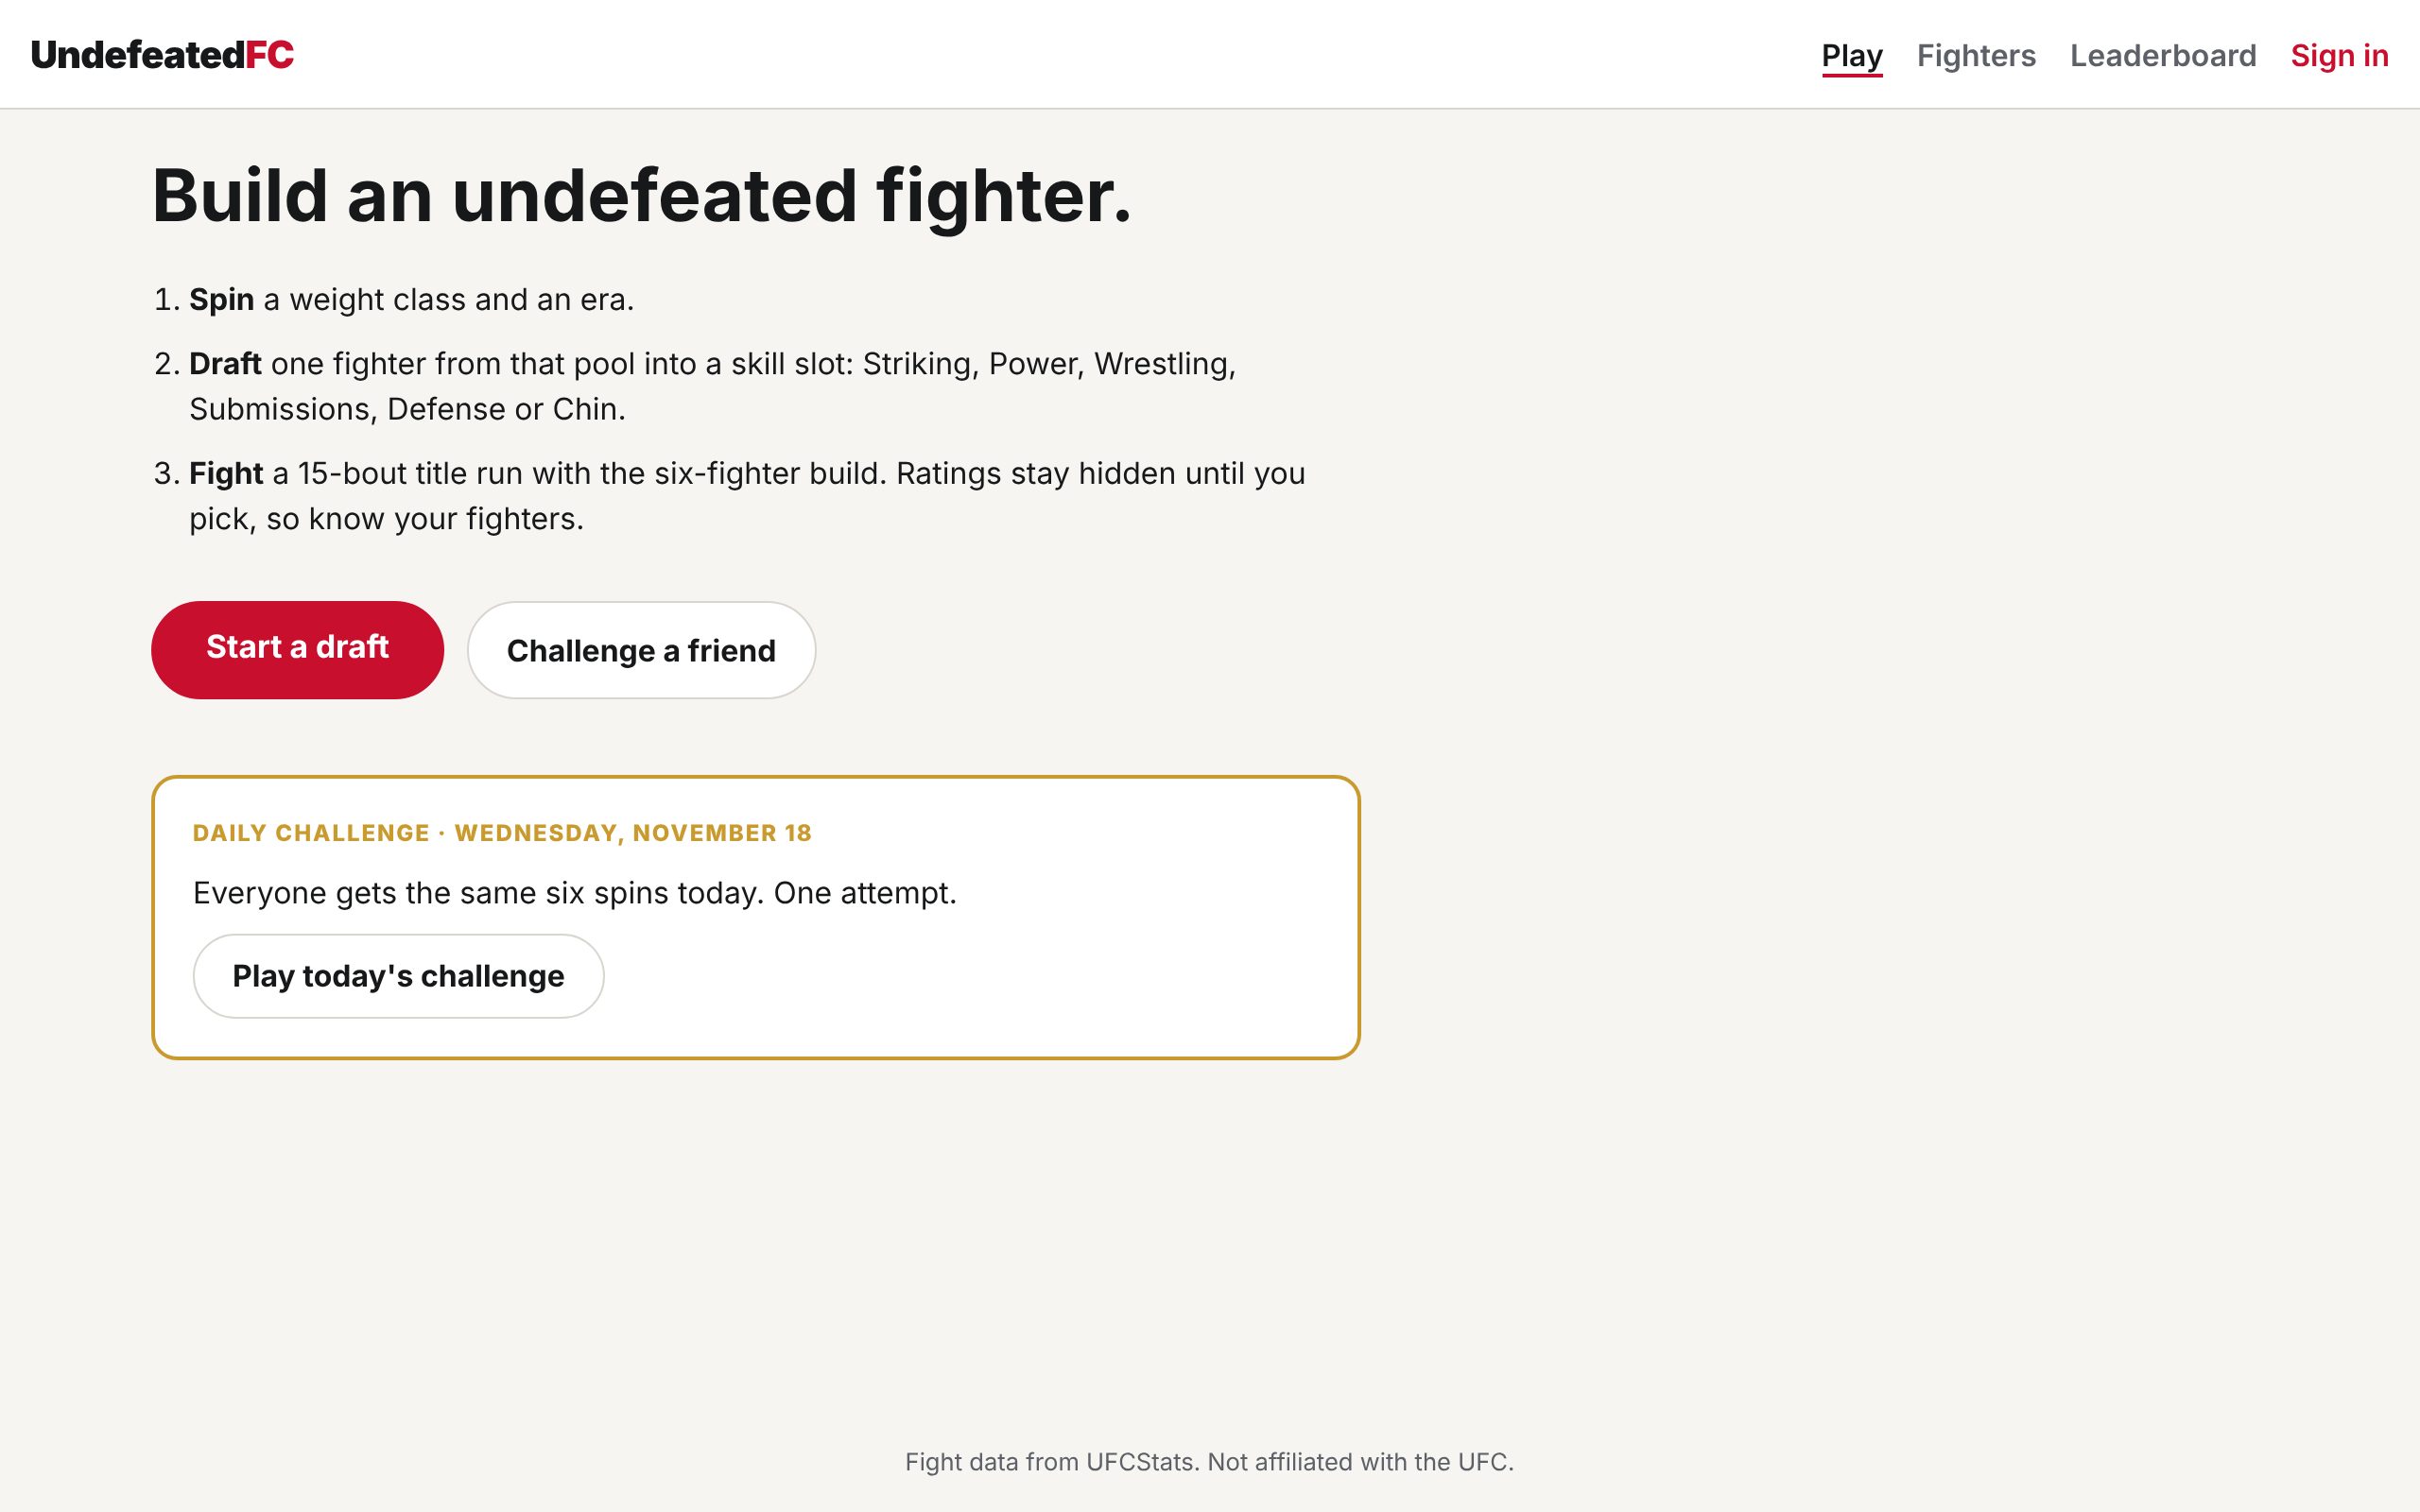 UndefeatedFC
Play Fighters Leaderboard Sign in
Build an undefeated fighter.
1. Spin a weight class and an era.
2. Draft one fighter from that pool into a skill slot: Striking, Power, Wrestling,
Submissions, Defense or Chin.
3. Fight a 15-bout title run with the six-fighter build. Ratings stay hidden until you
pick, so know your fighters.
Start a draft Challenge a friend
DAILY CHALLENGE · WEDNESDAY, NOVEMBER 18
Everyone gets the same six spins today. One attempt.
Play today's challenge
Fight data from UFCStats. Not affiliated with the UFC.